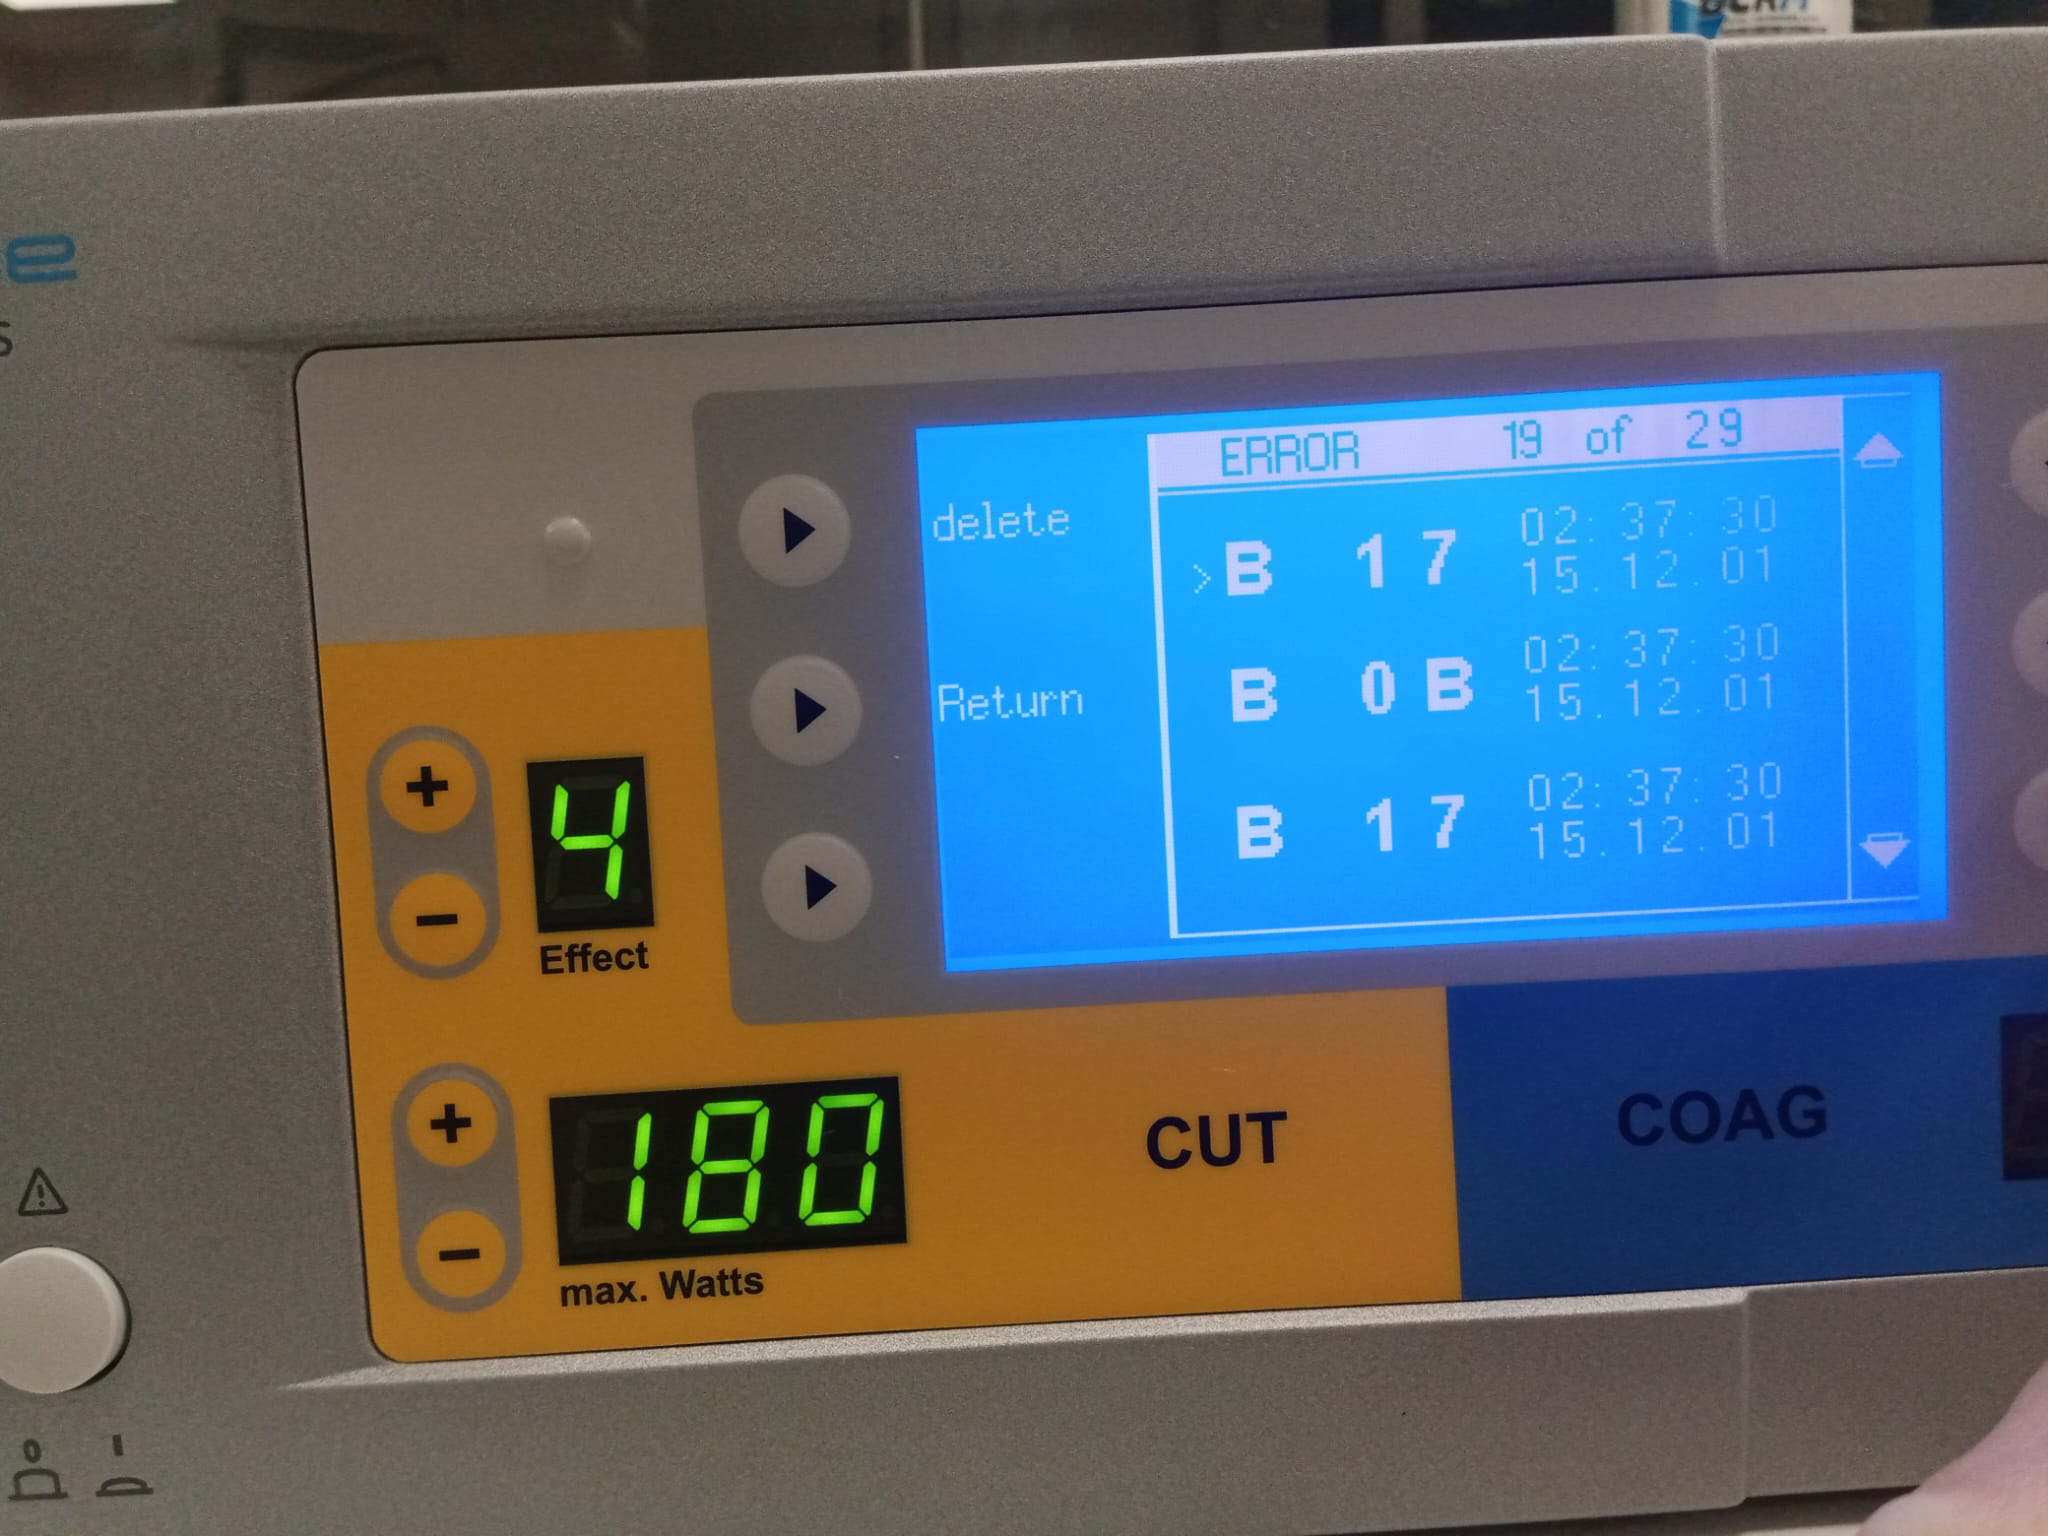 e
s
ERROR 19 of 29
delete
>B 17 02:37:30
15.12.01
Return
B 0B 02:37:30
15.12.01
B 17 02:37:30
15.12.01
+
4
−
Effect
+
180
−
max. Watts
CUT
COAG